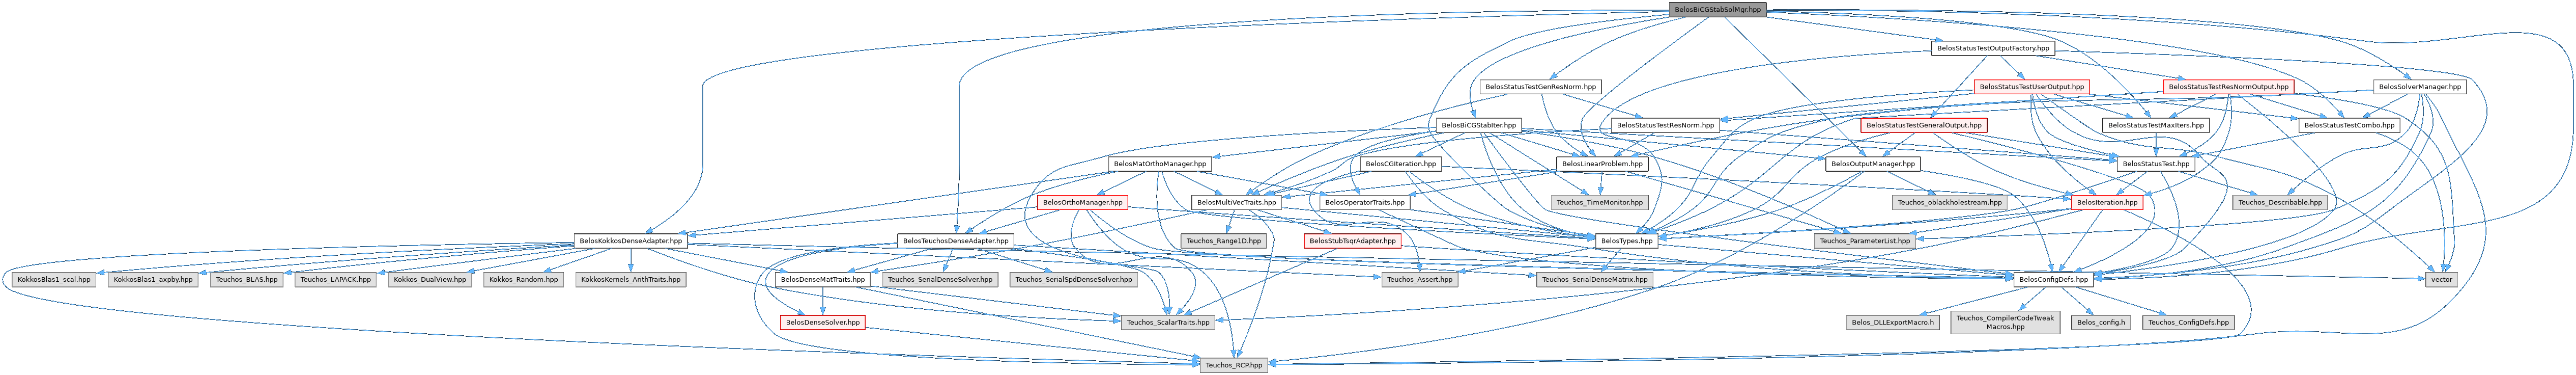 BelosBiCGStabSolMgr.hpp
BelosStatusTestOutputFactory.hpp
BelosStatusTestGenResNorm.hpp
BelosStatusTestUserOutput.hpp
BelosStatusTestResNormOutput.hpp
BelosSolverManager.hpp
BelosBiCGStabIter.hpp
BelosStatusTestResNorm.hpp
BelosStatusTestGeneralOutput.hpp
BelosStatusTestMaxIters.hpp
BelosStatusTestCombo.hpp
BelosMatOrthoManager.hpp
BelosCGIteration.hpp
BelosLinearProblem.hpp
BelosOutputManager.hpp
BelosStatusTest.hpp
BelosOrthoManager.hpp
BelosMultiVecTraits.hpp
BelosOperatorTraits.hpp
Teuchos_TimeMonitor.hpp
Teuchos_oblackholestream.hpp
BelosIteration.hpp
Teuchos_Describable.hpp
BelosKokkosDenseAdapter.hpp
BelosTeuchosDenseAdapter.hpp
Teuchos_Range1D.hpp
BelosStubTsqrAdapter.hpp
BelosTypes.hpp
Teuchos_ParameterList.hpp
KokkosBlas1_scal.hpp
KokkosBlas1_axpby.hpp
Teuchos_BLAS.hpp
Teuchos_LAPACK.hpp
Kokkos_DualView.hpp
Kokkos_Random.hpp
KokkosKernels_ArithTraits.hpp
BelosDenseMatTraits.hpp
Teuchos_SerialDenseSolver.hpp
Teuchos_SerialSpdDenseSolver.hpp
Teuchos_Assert.hpp
Teuchos_SerialDenseMatrix.hpp
BelosConfigDefs.hpp
vector
BelosDenseSolver.hpp
Teuchos_ScalarTraits.hpp
Belos_DLLExportMacro.h
Teuchos_CompilerCodeTweak
Macros.hpp
Belos_config.h
Teuchos_ConfigDefs.hpp
Teuchos_RCP.hpp